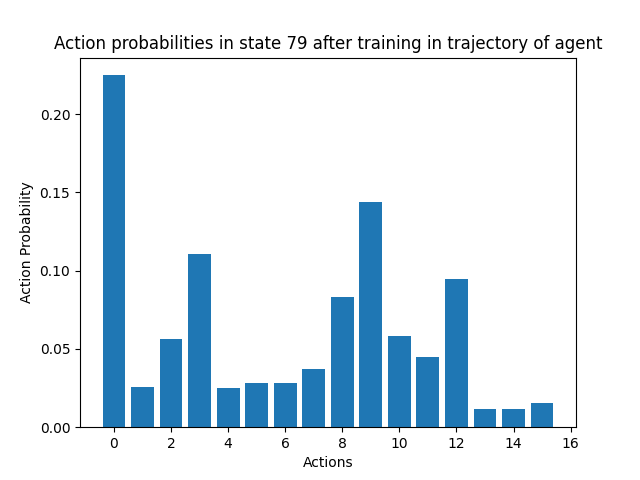 Action probabilities in state 79 after training in trajectory of agent
0.20
0.15
0.10
0.05
0.00
Action Probability
0 2 4 6 8 10 12 14 16
Actions